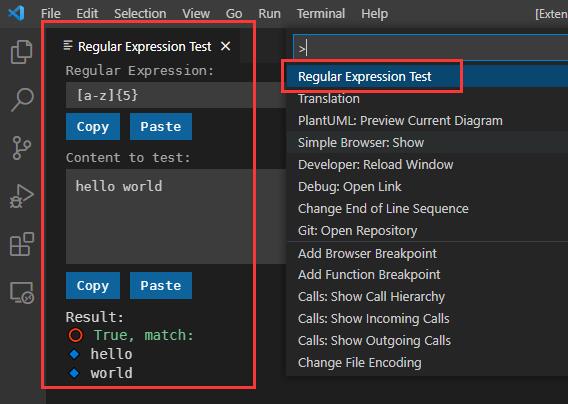 File Edit Selection View Go Run Terminal Help [Exten
Regular Expression Test
Regular Expression:
[a-z]{5}
Copy Paste
Content to test:
hello world
Copy Paste
Result:
True, match:
hello
world
>
Regular Expression Test
Translation
PlantUML: Preview Current Diagram
Simple Browser: Show
Developer: Reload Window
Debug: Open Link
Change End of Line Sequence
Git: Open Repository
Add Browser Breakpoint
Add Function Breakpoint
Calls: Show Call Hierarchy
Calls: Show Incoming Calls
Calls: Show Outgoing Calls
Change File Encoding